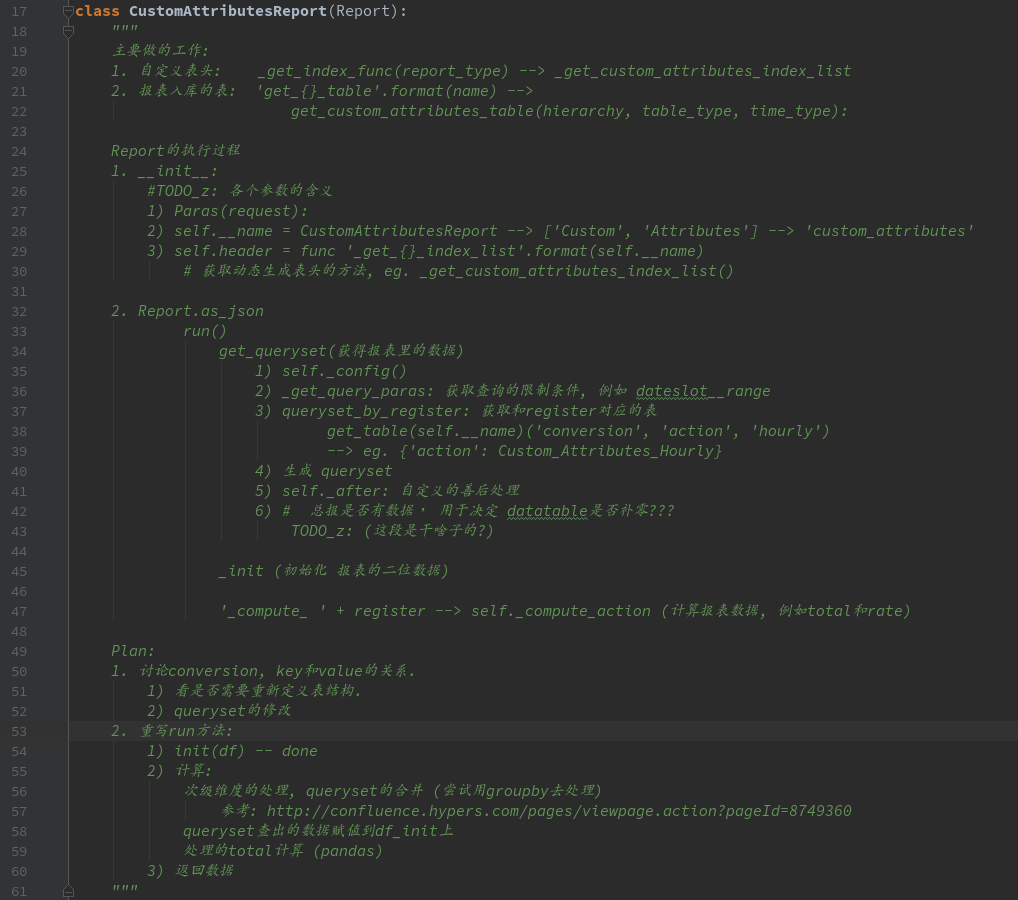 17 class CustomAttributesReport(Report):
18 """
19 主要做的工作:
20 1. 自定义表头: _get_index_func(report_type) --> _get_custom_attributes_index_list
21 2. 报表入库的表: 'get_{}_table'.format(name) -->
22 get_custom_attributes_table(hierarchy, table_type, time_type):
23
24 Report的执行过程
25 1. __init__:
26 #TODO_z: 各个参数的含义
27 1) Paras(request):
28 2) self.__name = CustomAttributesReport --> ['Custom', 'Attributes'] --> 'custom_attributes'
29 3) self.header = func '_get_{}_index_list'.format(self.__name)
30 # 获取动态生成表头的方法, eg. _get_custom_attributes_index_list()
31
32 2. Report.as_json
33 run()
34 get_queryset(获得报表里的数据)
35 1) self._config()
36 2) _get_query_paras: 获取查询的限制条件, 例如 dateslot__range
37 3) queryset_by_register: 获取和register对应的表
38 get_table(self.__name)('conversion', 'action', 'hourly')
39 --> eg. {'action': Custom_Attributes_Hourly}
40 4) 生成 queryset
41 5) self._after: 自定义的善后处理
42 6) # 总报是否有数据， 用于决定 datatable是否补零???
43 TODO_z: (这段是干啥子的?)
44
45 _init (初始化 报表的二位数据)
46
47 '_compute_ ' + register --> self._compute_action (计算报表数据, 例如total和rate)
48
49 Plan:
50 1. 讨论conversion, key和value的关系.
51 1) 看是否需要重新定义表结构.
52 2) queryset的修改
53 2. 重写run方法:
54 1) init(df) -- done
55 2) 计算:
56 次级维度的处理, queryset的合并 (尝试用groupby去处理)
57 参考: http://confluence.hypers.com/pages/viewpage.action?pageId=8749360
58 queryset查出的数据赋值到df_init上
59 处理的total计算 (pandas)
60 3) 返回数据
61 """